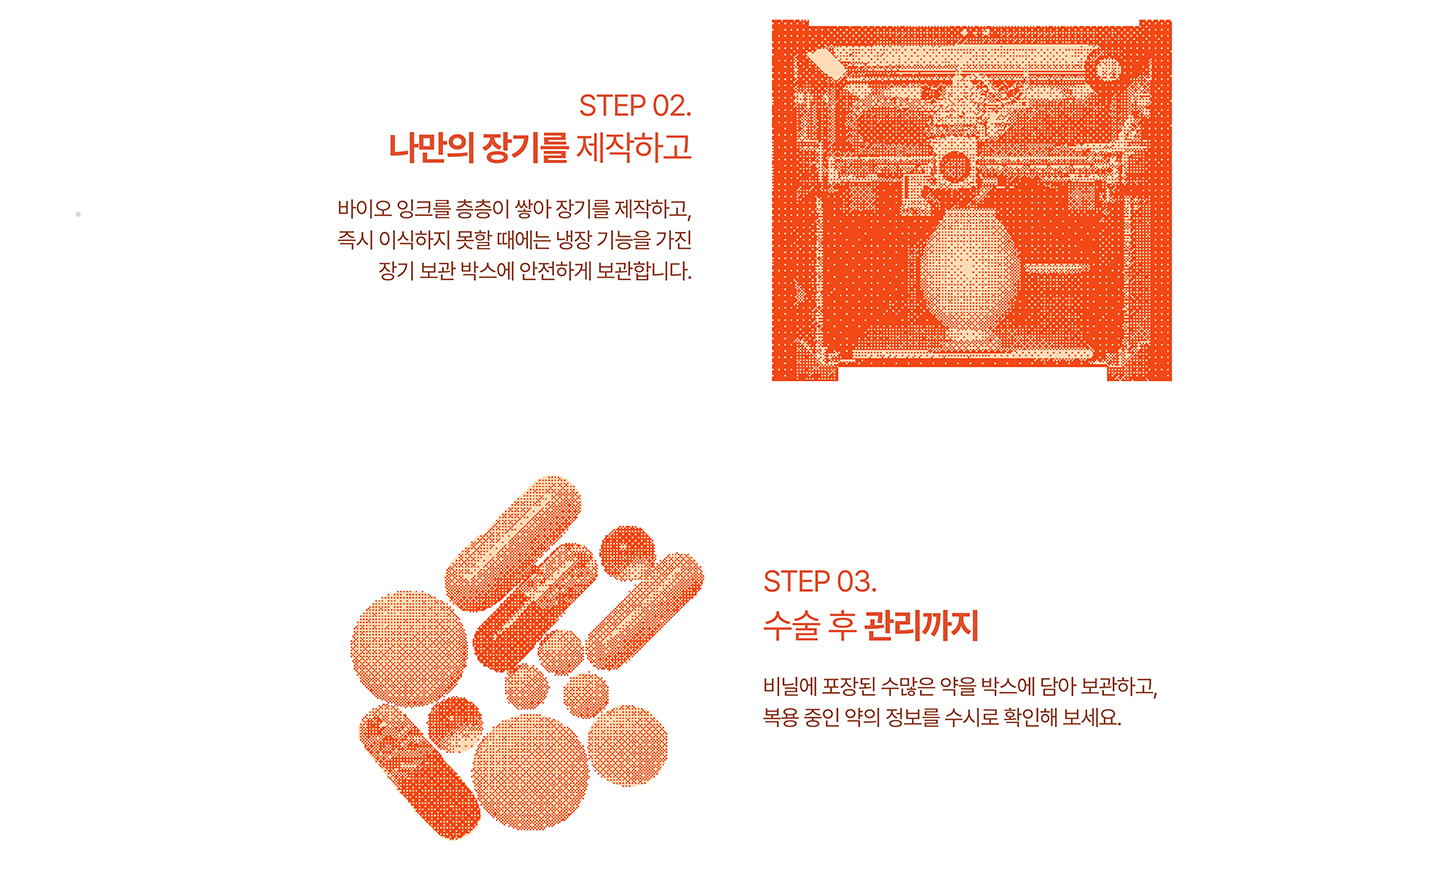 STEP 02.
나만의 장기를 제작하고
바이오 잉크를 층층이 쌓아 장기를 제작하고,
즉시 이식하지 못할 때에는 냉장 기능을 가진
장기 보관 박스에 안전하게 보관합니다.
STEP 03.
수술 후 관리까지
비닐에 포장된 수많은 약을 박스에 담아 보관하고,
복용 중인 약의 정보를 수시로 확인해 보세요.